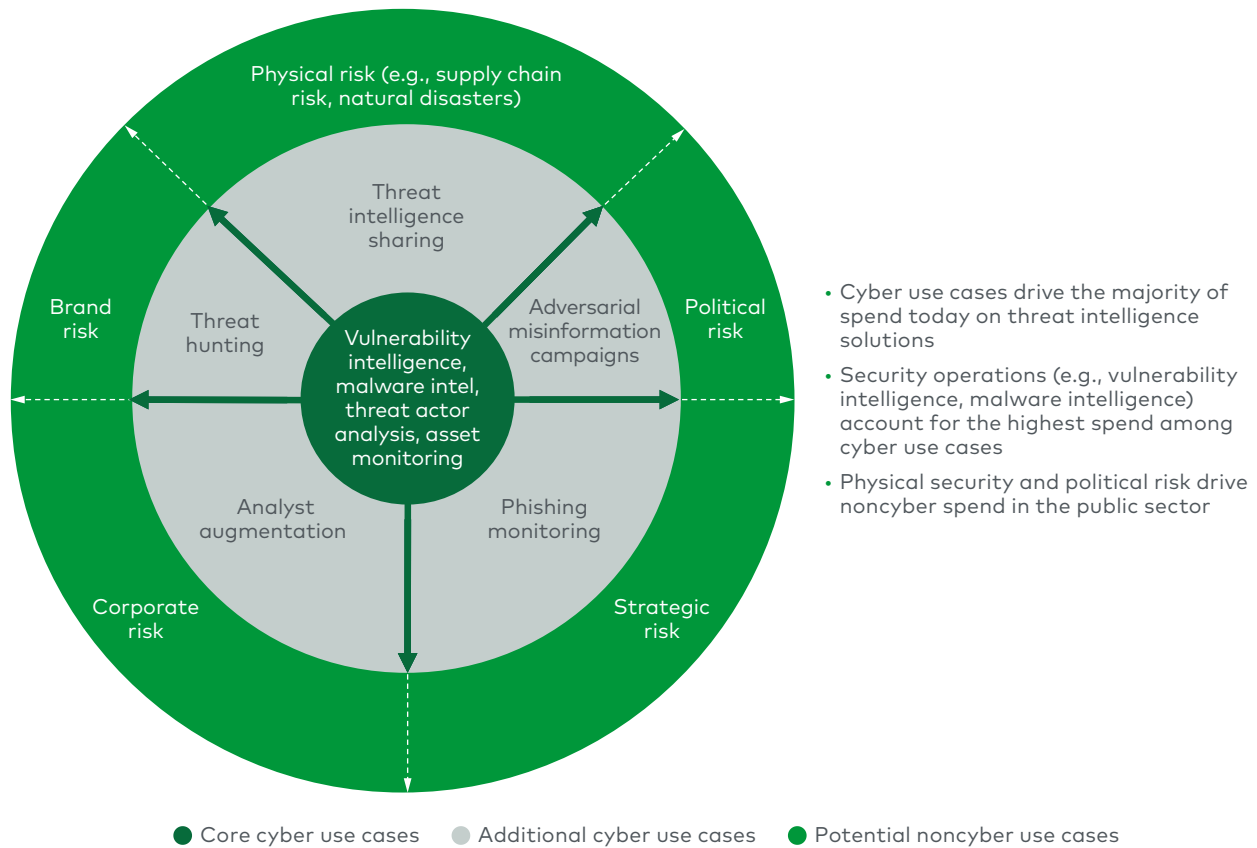 Physical risk (e.g., supply chain
risk, natural disasters)
Threat
intelligence
sharing
Brand
risk
Threat
hunting
Vulnerability
intelligence,
malware intel,
threat actor
analysis, asset
monitoring
Adversarial
misinformation
campaigns
Political
risk
Analyst
augmentation
Phishing
monitoring
Corporate
risk
Strategic
risk
• Cyber use cases drive the majority of
spend today on threat intelligence
solutions
• Security operations (e.g., vulnerability
intelligence, malware intelligence)
account for the highest spend among
cyber use cases
• Physical security and political risk drive
noncyber spend in the public sector
Core cyber use cases
Additional cyber use cases
Potential noncyber use cases